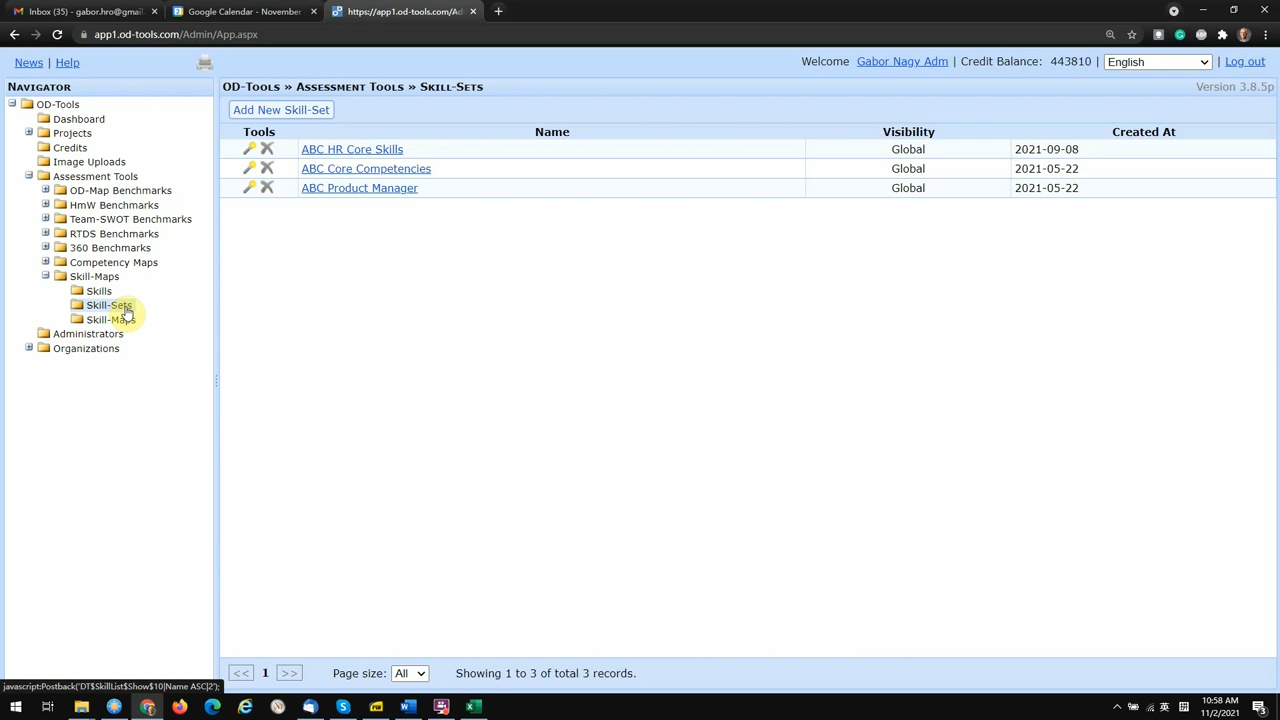 Inbox (35) - gabor.hro@gmail
Google Calendar - November
https://app1.od-tools.com/Ad
app1.od-tools.com/Admin/App.aspx
News | Help
Welcome Gabor Nagy Adm | Credit Balance: 443810 | English | Log out
NAVIGATOR
OD-Tools
Dashboard
Projects
Credits
Image Uploads
Assessment Tools
OD-Map Benchmarks
HmW Benchmarks
Team-SWOT Benchmarks
RTDS Benchmarks
360 Benchmarks
Competency Maps
Skill-Maps
Skills
Skill-Sets
Skill-Maps
Administrators
Organizations
OD-TOOLS » ASSESSMENT TOOLS » SKILL-SETS
Version 3.8.5p
Add New Skill-Set
Tools Name Visibility Created At
ABC HR Core Skills Global 2021-09-08
ABC Core Competencies Global 2021-05-22
ABC Product Manager Global 2021-05-22
<< 1 >> Page size: All Showing 1 to 3 of total 3 records.
javascript:Postback('DT$SkillList$Show$10|Name ASC|2');
10:58 AM
11/2/2021